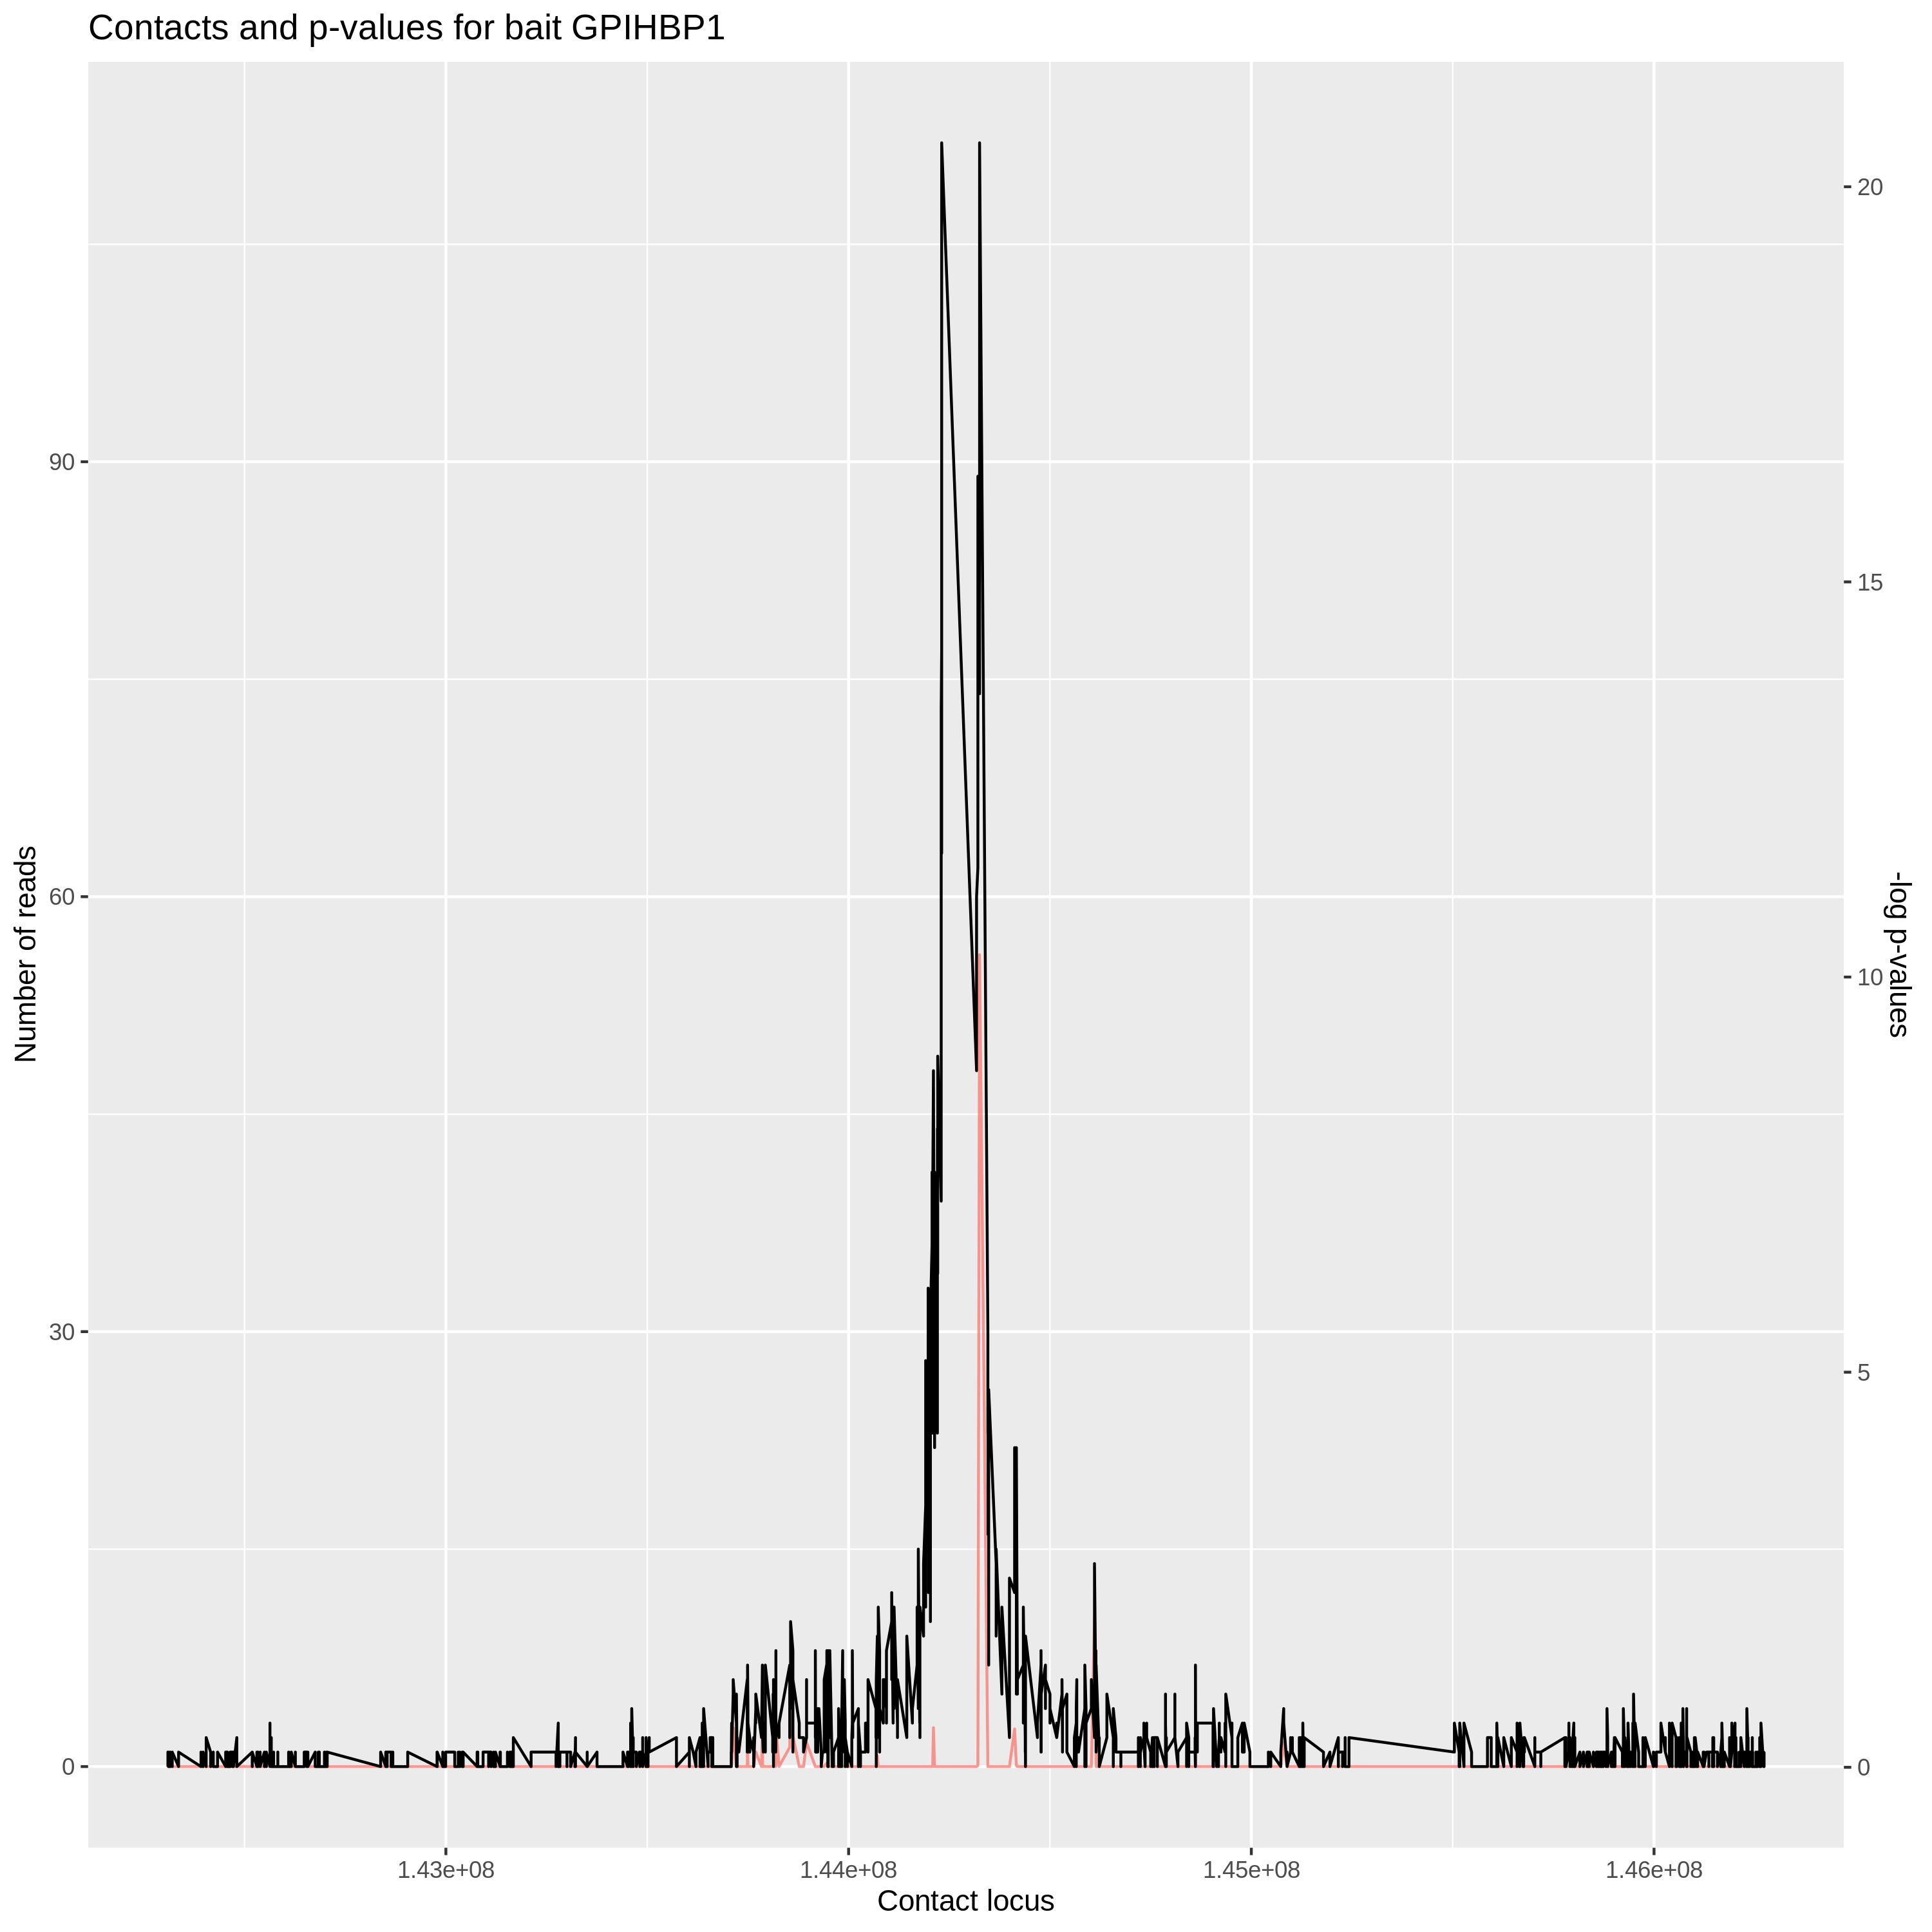 Contacts and p-values for bait GPIHBP1
Number of reads
90
60
30
0
20
15
10
5
0
-log p-values
1.43e+08
1.44e+08
1.45e+08
1.46e+08
Contact locus